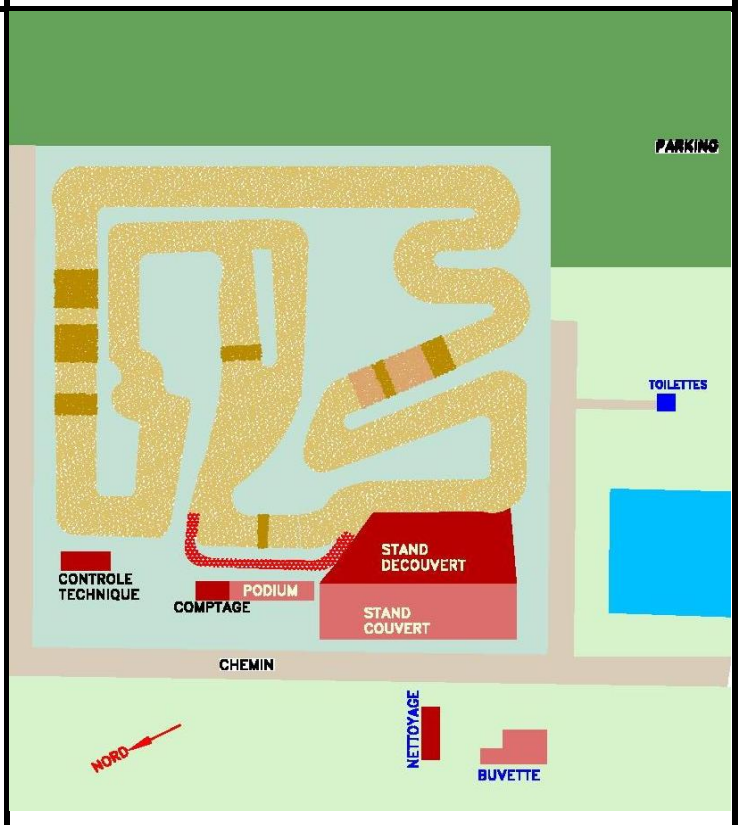 PARKING
TOILETTES
STAND
DECOUVERT
CONTROLE
TECHNIQUE
PODIUM
COMPTAGE
STAND
COUVERT
CHEMIN
NORD
NETTOYAGE
BUVETTE